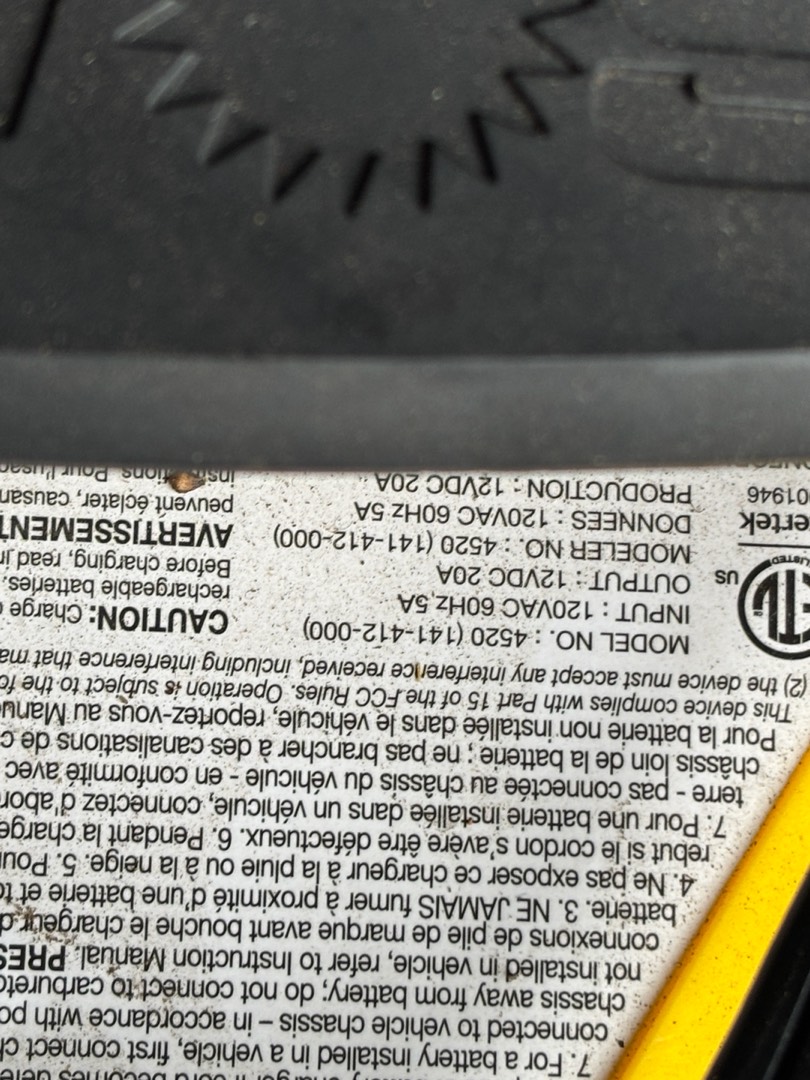 7. For a battery installed in a vehicle, first connect
connected to vehicle chassis – in accordance with
chassis away from battery; do not connect to
not installed in vehicle, refer to Instruction Manual. PRES
connexions de pile de marque avant bouche le chargeur
batterie. 3. NE JAMAIS fumer à proximité d'une batterie et
4. Ne pas exposer ce chargeur à la pluie ou à la neige. 5. Pour
rebut si le cordon s'avère être défectueux. 6. Pendant la charge
7. Pour une batterie installée dans un véhicule, connectez d'abor
terre - pas connectée au châssis du véhicule - en conformité avec
châssis loin de la batterie ; ne pas brancher à des canalisations de
Pour la batterie non installée dans le véhicule, reportez-vous au Manue
This device complies with Part 15 of the FCC Rules. Operation is subject to the
(2) the device must accept any interference received, including interference that
ETL
LISTED
US
ertek
01946
MODEL NO. : 4520 (141-412-000)
INPUT : 120VAC 60Hz 5A
OUTPUT : 12VDC 20A
MODELER NO. : 4520 (141-412-000)
DONNÉES : 120VAC 60Hz 5A
PRODUCTION : 12VDC 20A
CAUTION: Charge
rechargeable batteries.
Before charging, read
AVERTISSEMENT
peuvent éclater, causan